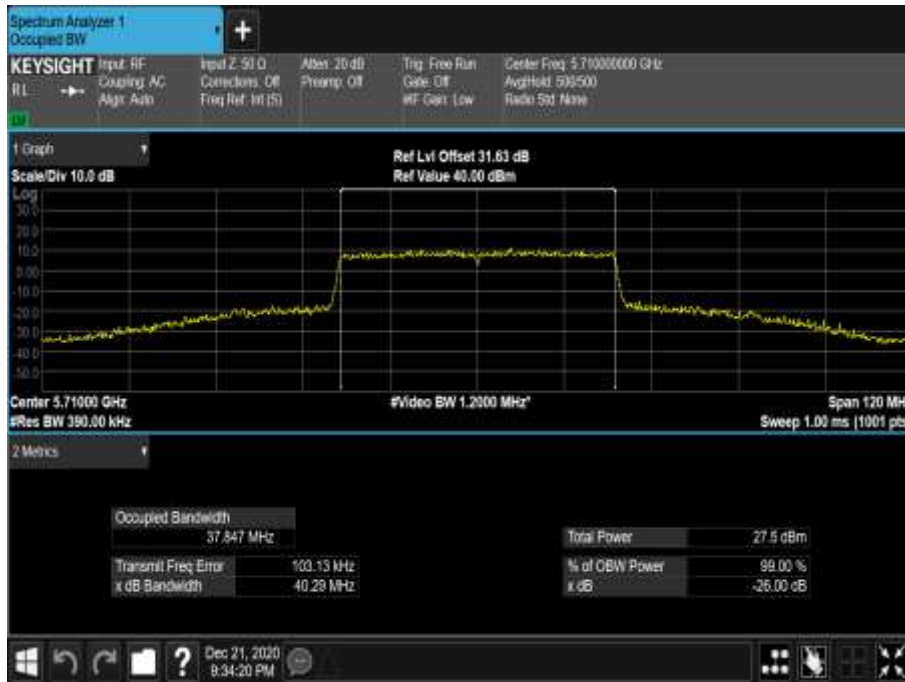 Spectrum Analyzer 1
Occupied BW
+
KEYSIGHT Input: RF Input Z: 50 Ω Atten: 20 dB Trig: Free Run Center Freq: 5.710000000 GHz
RL Coupling: AC Corrections: Off Preamp: Off Gate: Off Avg|Hold: 500/500
Align: Auto Freq Ref: Int (S) #IF Gain: Low Radio Std: None
1 Graph
Ref Lvl Offset 31.63 dB
Scale/Div 10.0 dB Ref Value 40.00 dBm
Log
30.0
20.0
10.0
0.00
-10.0
-20.0
-30.0
-40.0
-50.0
Center 5.71000 GHz #Video BW 1.2000 MHz* Span 120 MH
#Res BW 390.00 kHz Sweep 1.00 ms (1001 pts
2 Metrics
Occupied Bandwidth
37.847 MHz Total Power 27.5 dBm
Transmit Freq Error 103.13 kHz % of OBW Power 99.00 %
x dB Bandwidth 40.29 MHz x dB -26.00 dB
? Dec 21, 2020
9:34:20 PM